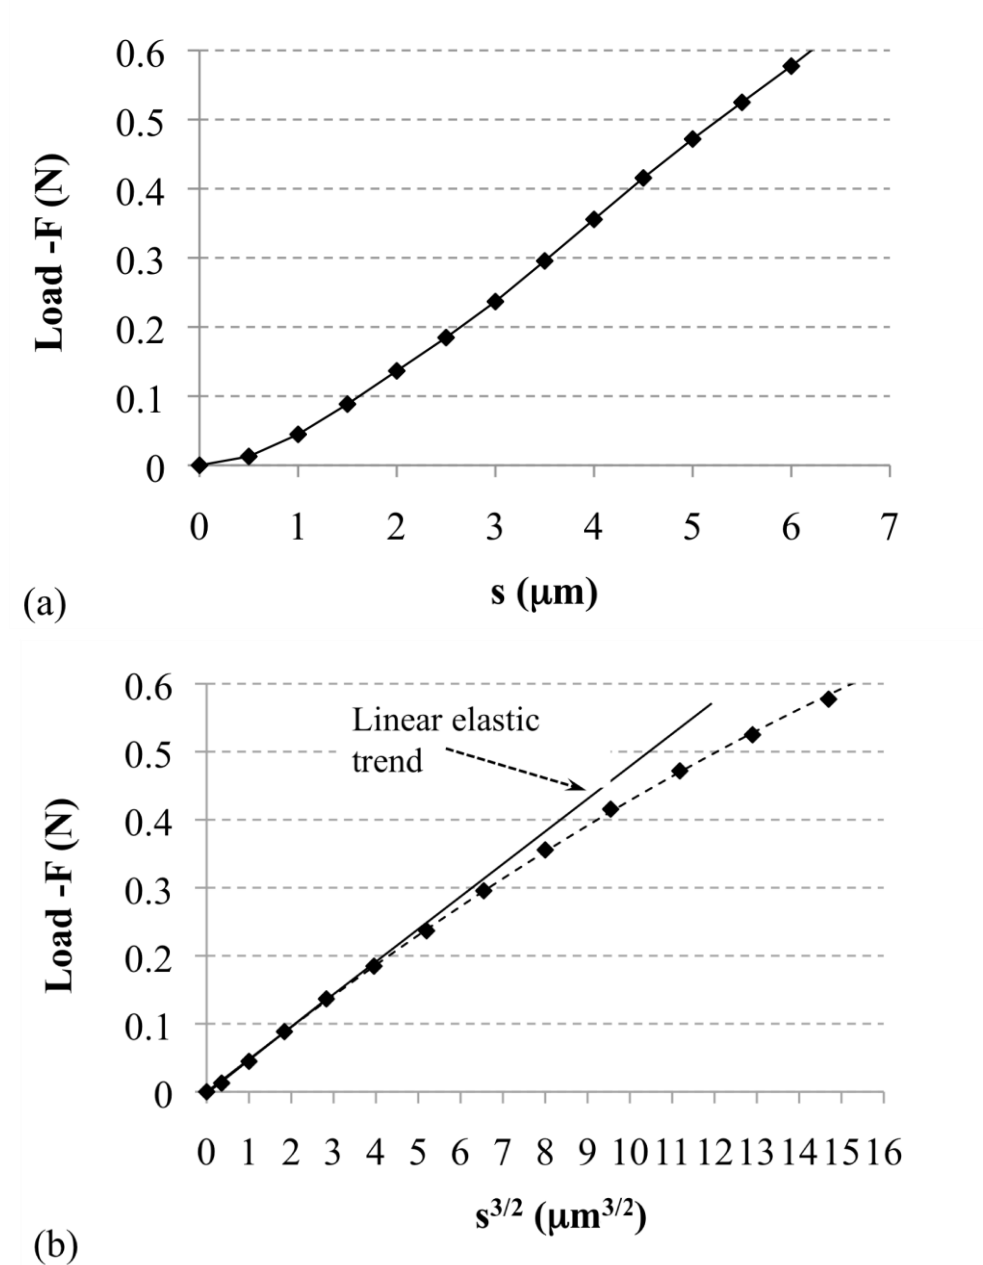 0.6
0.5
0.4
0.3
0.2
0.1
0
Load -F (N)
0 1 2 3 4 5 6 7
s (μm)
(a)
0.6
0.5
0.4
0.3
0.2
0.1
0
Load -F (N)
Linear elastic
trend
0 1 2 3 4 5 6 7 8 9 10 11 12 13 14 15 16
s3/2 (μm3/2)
(b)